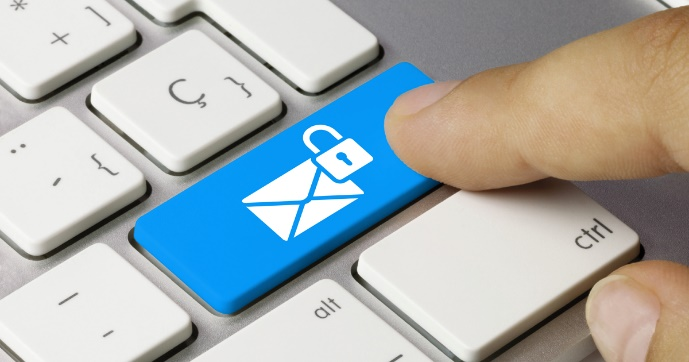 * ]
+
Ç }
¨ {
-
alt
ctrl